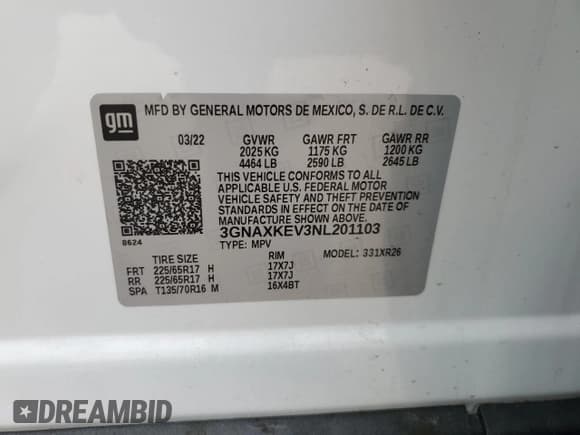 gm
MFD BY GENERAL MOTORS DE MEXICO, S. DE R.L. DE C.V.
03/22 GVWR GAWR FRT GAWR RR
2025 KG 1175 KG 1200 KG
4464 LB 2590 LB 2645 LB
THIS VEHICLE CONFORMS TO ALL
APPLICABLE U.S. FEDERAL MOTOR
VEHICLE SAFETY AND THEFT
PREVENTION STANDARDS
IN EFFECT ON THE DATE OF
MANUFACTURE SHOWN ABOVE.
8624 3GNAXKEV3NL201103
TYPE: MPV MODEL: 331XR26
TIRE SIZE RIM
FRT 225/65R17 H 17X7J
RR 225/65R17 H 17X7J
SPA T135/70R16 M 16X4BT
DREAMBID